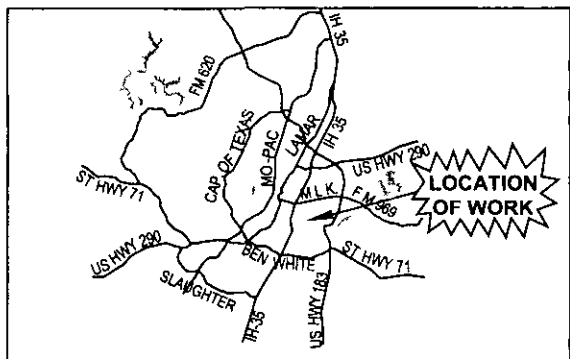 IH 35
FM 620
CAP. OF TEXAS
MO-PAC
LAMAR
IH 35
US HWY 290
ST HWY 71
MLK
FM 969
LOCATION
OF WORK
US HWY 290
BEN WHITE
ST HWY 71
SLAUGHTER
IH-35
US HWY 183